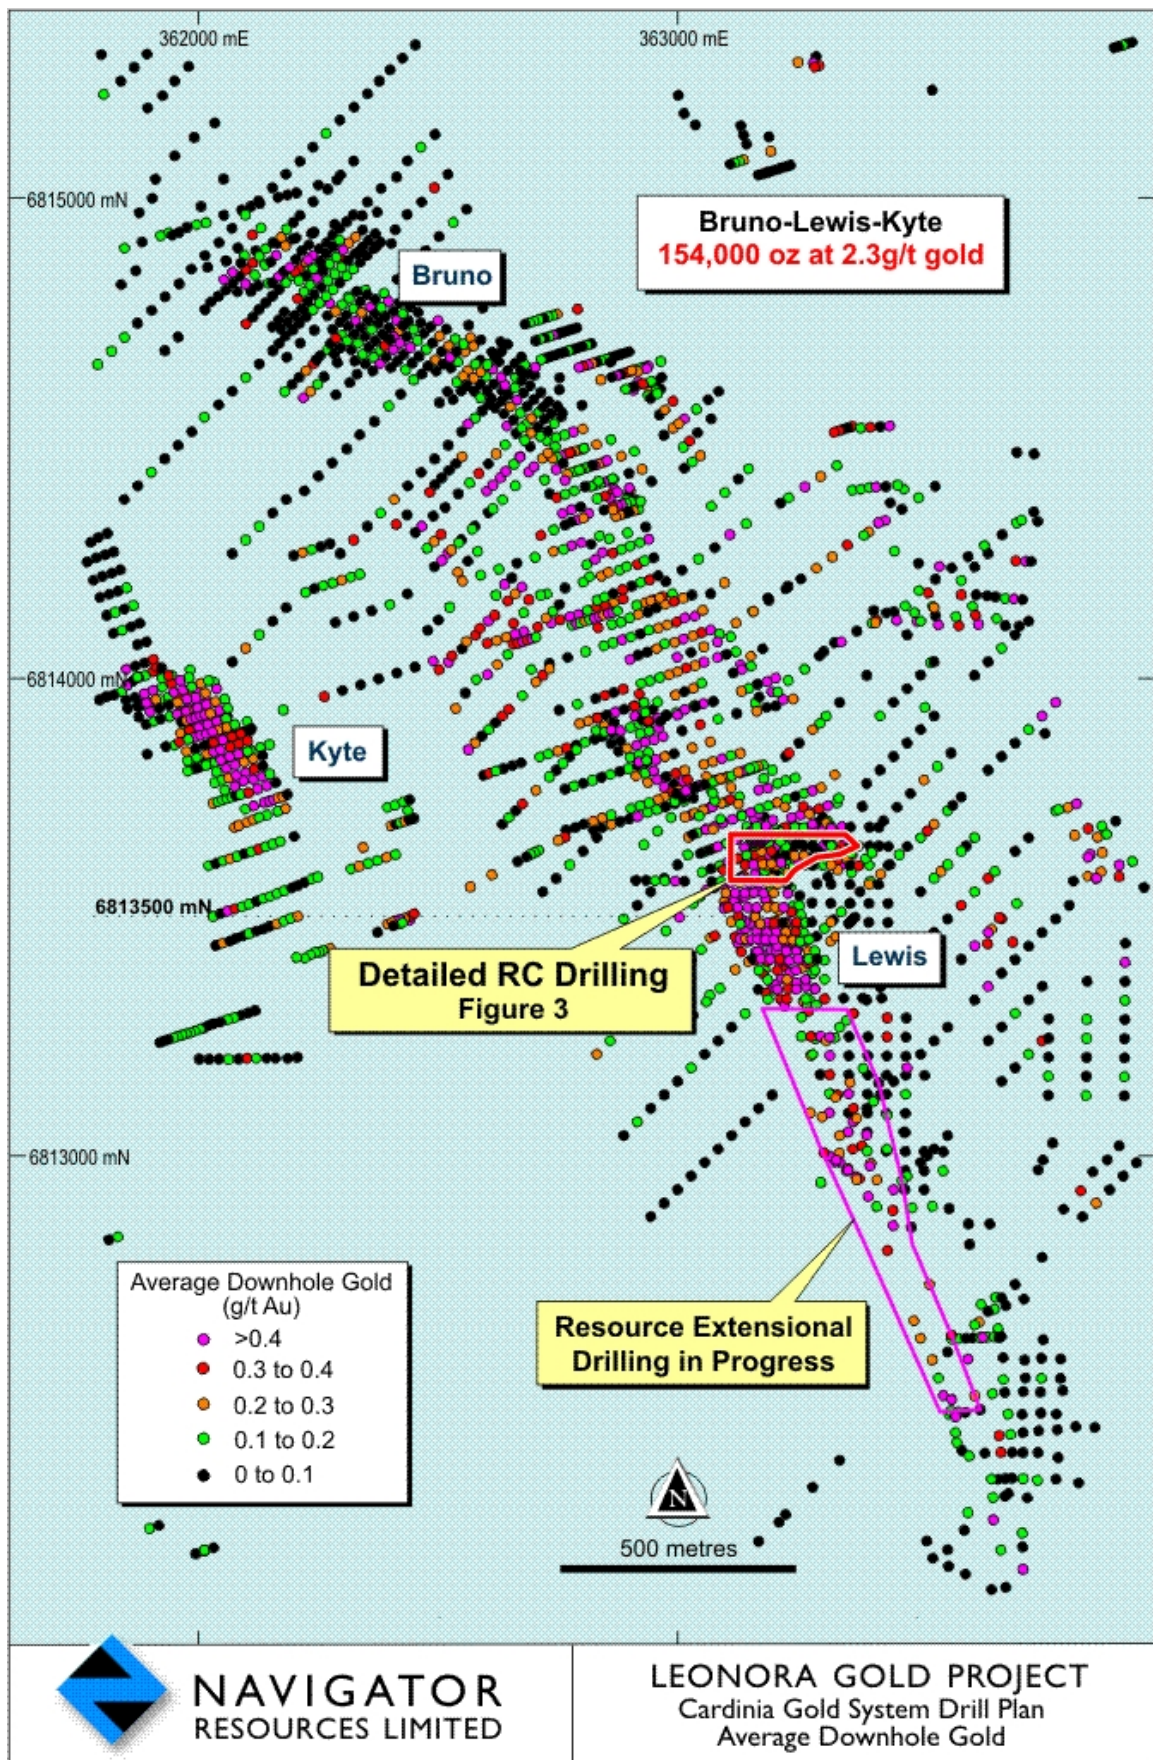 362000 mE
363000 mE
6815000 mN
Bruno-Lewis-Kyte
154,000 oz at 2.3g/t gold
Bruno
6814000 mN
Kyte
6813500 mN
Lewis
Detailed RC Drilling
Figure 3
6813000 mN
Average Downhole Gold
(g/t Au)
>0.4
0.3 to 0.4
0.2 to 0.3
0.1 to 0.2
0 to 0.1
Resource Extensional
Drilling in Progress
N
500 metres
NAVIGATOR
RESOURCES LIMITED
LEONORA GOLD PROJECT
Cardinia Gold System Drill Plan
Average Downhole Gold